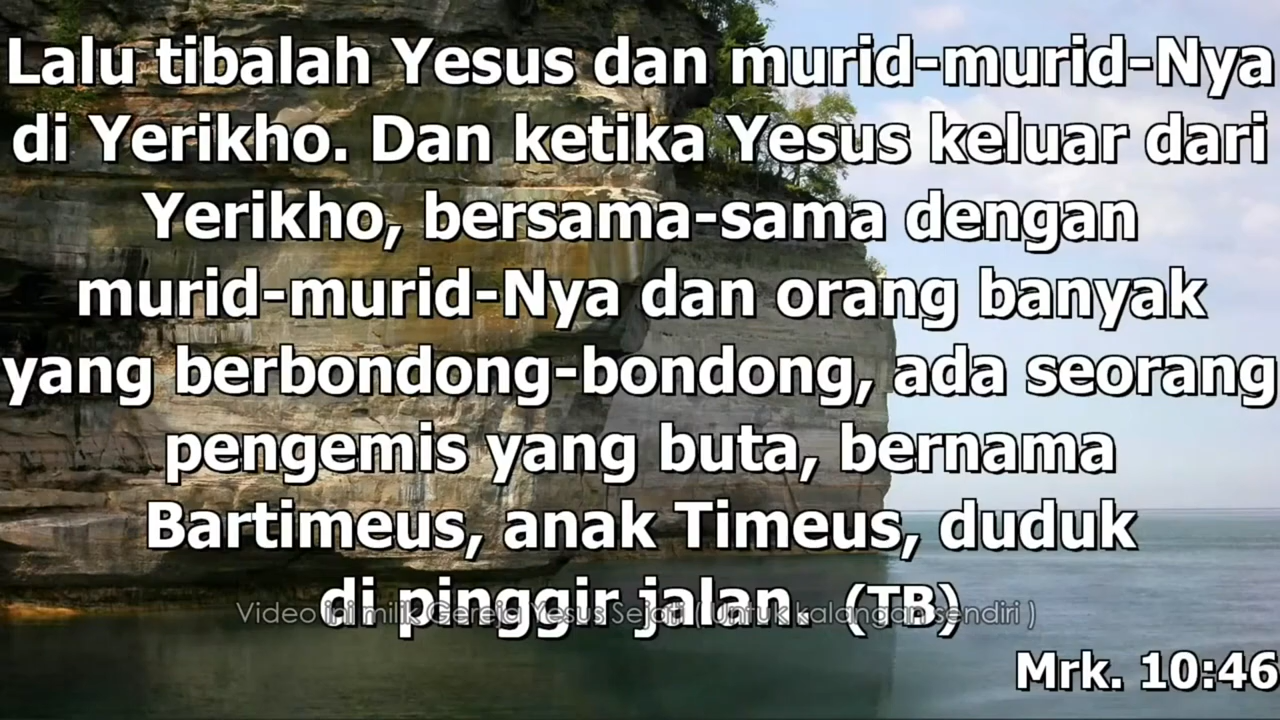 Lalu tibalah Yesus dan murid-murid-Nya
di Yerikho. Dan ketika Yesus keluar dari
Yerikho, bersama-sama dengan
murid-murid-Nya dan orang banyak
yang berbondong-bondong, ada seorang
pengemis yang buta, bernama
Bartimeus, anak Timeus, duduk
di pinggir jalan. (TB)
Video ini milik Gereja Yesus Sejati ( Untuk kalangan sendiri )
Mrk. 10:46